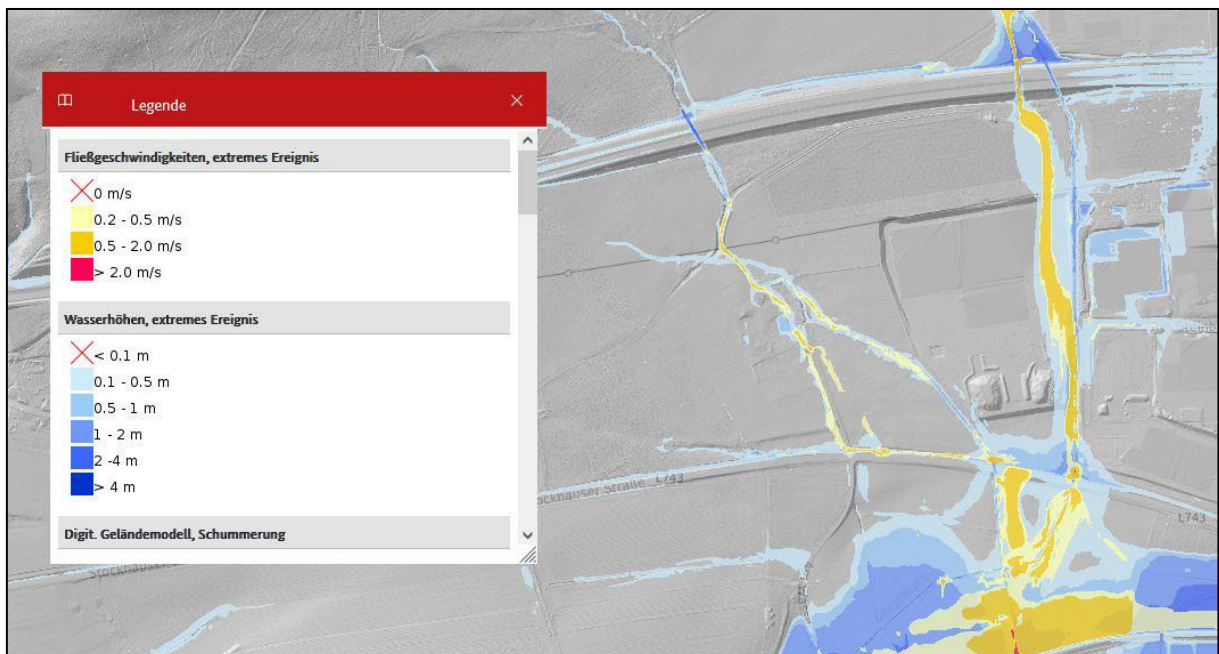 Legende
Fließgeschwindigkeiten, extremes Ereignis
0 m/s
0.2 - 0.5 m/s
0.5 - 2.0 m/s
> 2.0 m/s
Wasserhöhen, extremes Ereignis
< 0.1 m
0.1 - 0.5 m
0.5 - 1 m
1 - 2 m
2 -4 m
> 4 m
Digit. Geländemodell, Schummerung
Straße L743
L743
Stockhauser